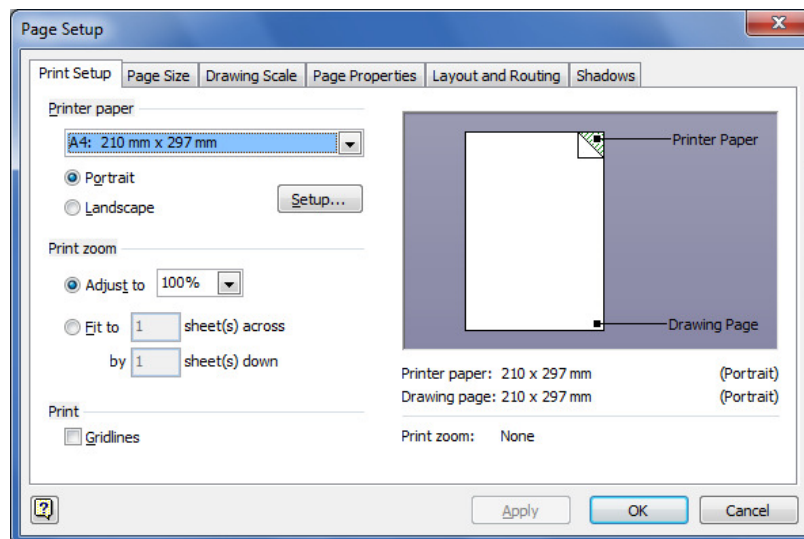 Page Setup
Print Setup Page Size Drawing Scale Page Properties Layout and Routing Shadows
Printer paper
A4: 210 mm x 297 mm
Portrait
Landscape
Setup...
Print zoom
Adjust to 100%
Fit to 1 sheet(s) across
by 1 sheet(s) down
Print
Gridlines
Printer Paper
Drawing Page
Printer paper: 210 x 297 mm (Portrait)
Drawing page: 210 x 297 mm (Portrait)
Print zoom: None
Apply OK Cancel